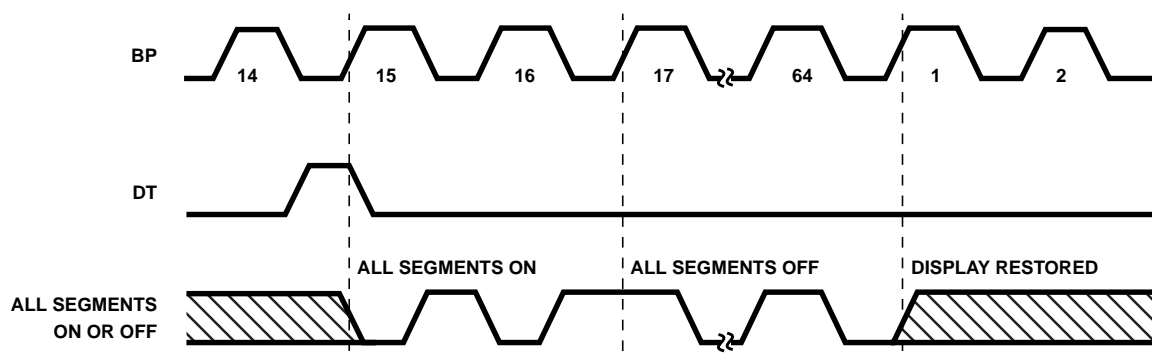 BP
14 15 16 17 64 1 2
DT
ALL SEGMENTS ON ALL SEGMENTS OFF DISPLAY RESTORED
ALL SEGMENTS
ON OR OFF